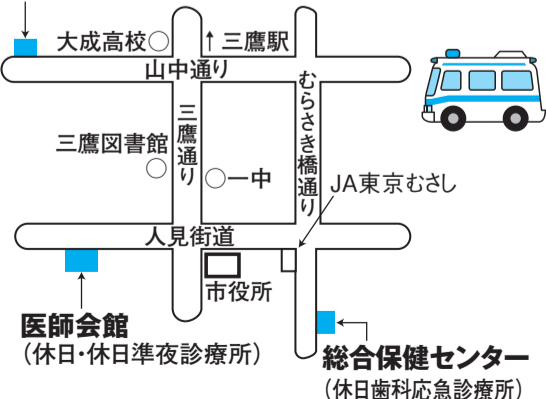 大成高校
↑三鷹駅
山中通り
むらさき橋通り
三鷹通り
三鷹図書館
一中
JA東京むさし
人見街道
市役所
医師会館
(休日・休日準夜診療所)
総合保健センター
(休日歯科応急診療所)